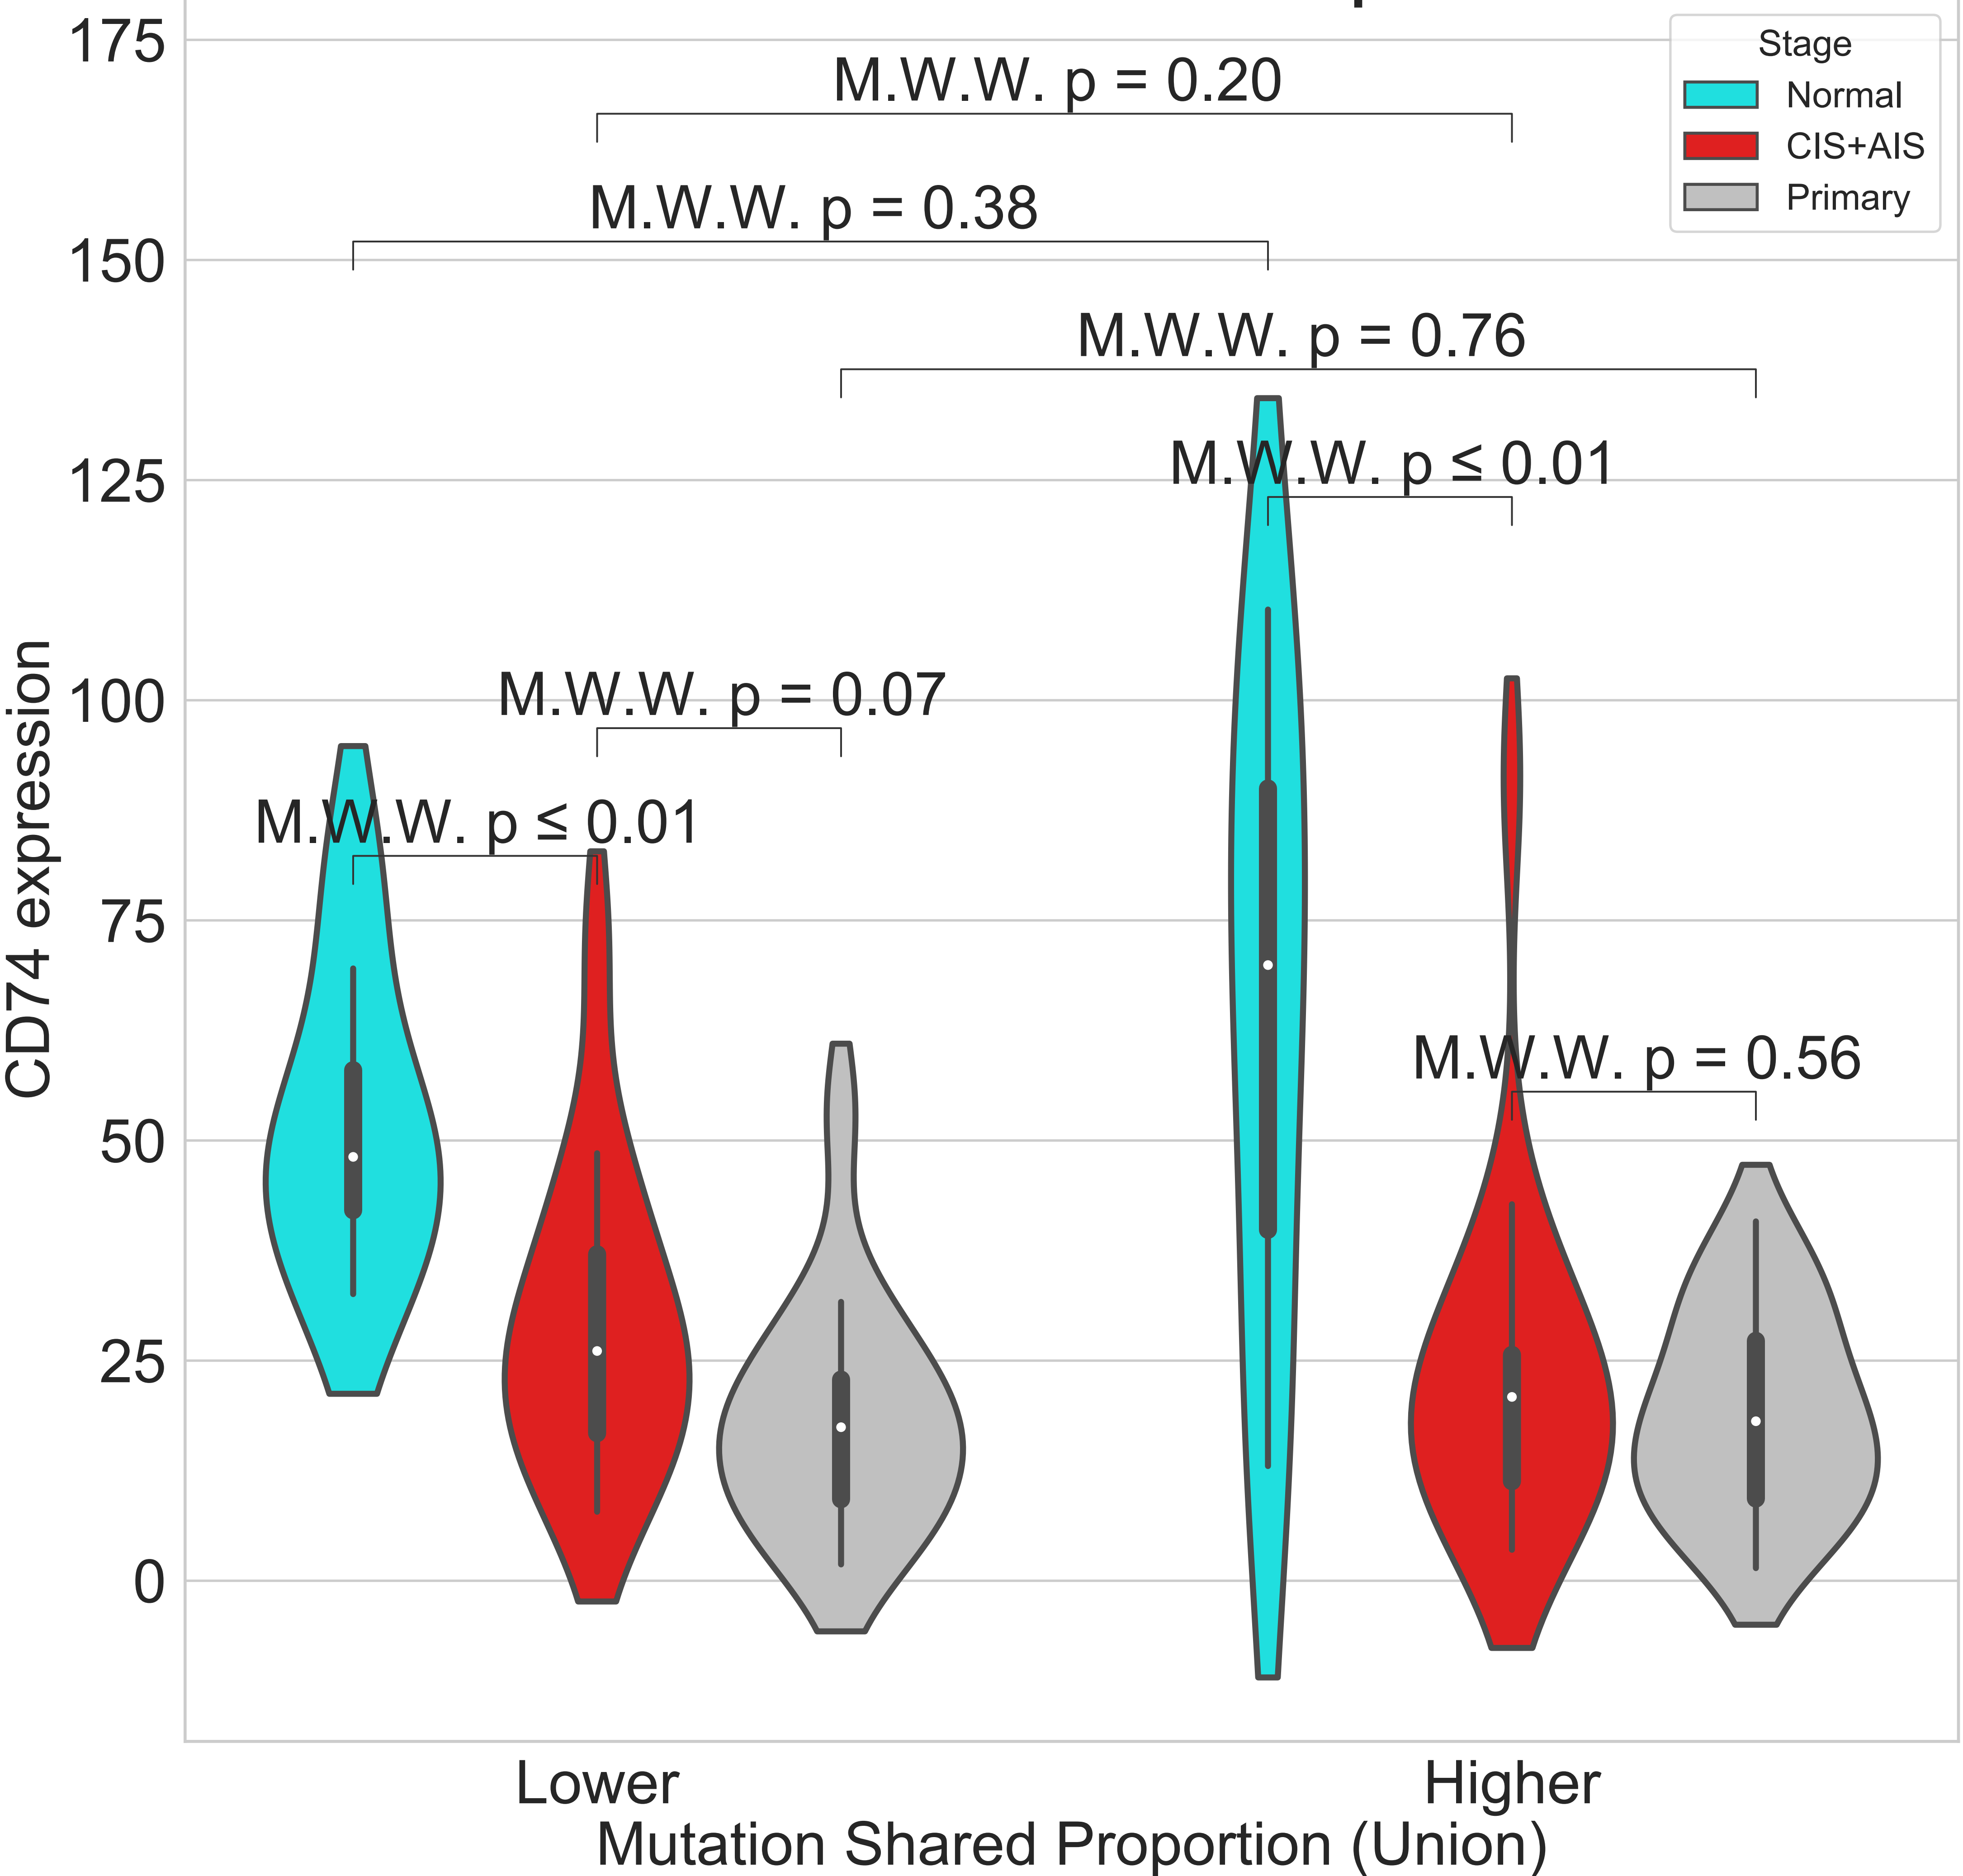 175
150
125
100
75
50
25
0
CD74 expression
M.W.W. p = 0.20
M.W.W. p = 0.38
M.W.W. p = 0.76
M.W.W. p ≤ 0.01
M.W.W. p = 0.07
M.W.W. p ≤ 0.01
M.W.W. p = 0.56
Stage
Normal
CIS+AIS
Primary
Lower
Higher
Mutation Shared Proportion (Union)